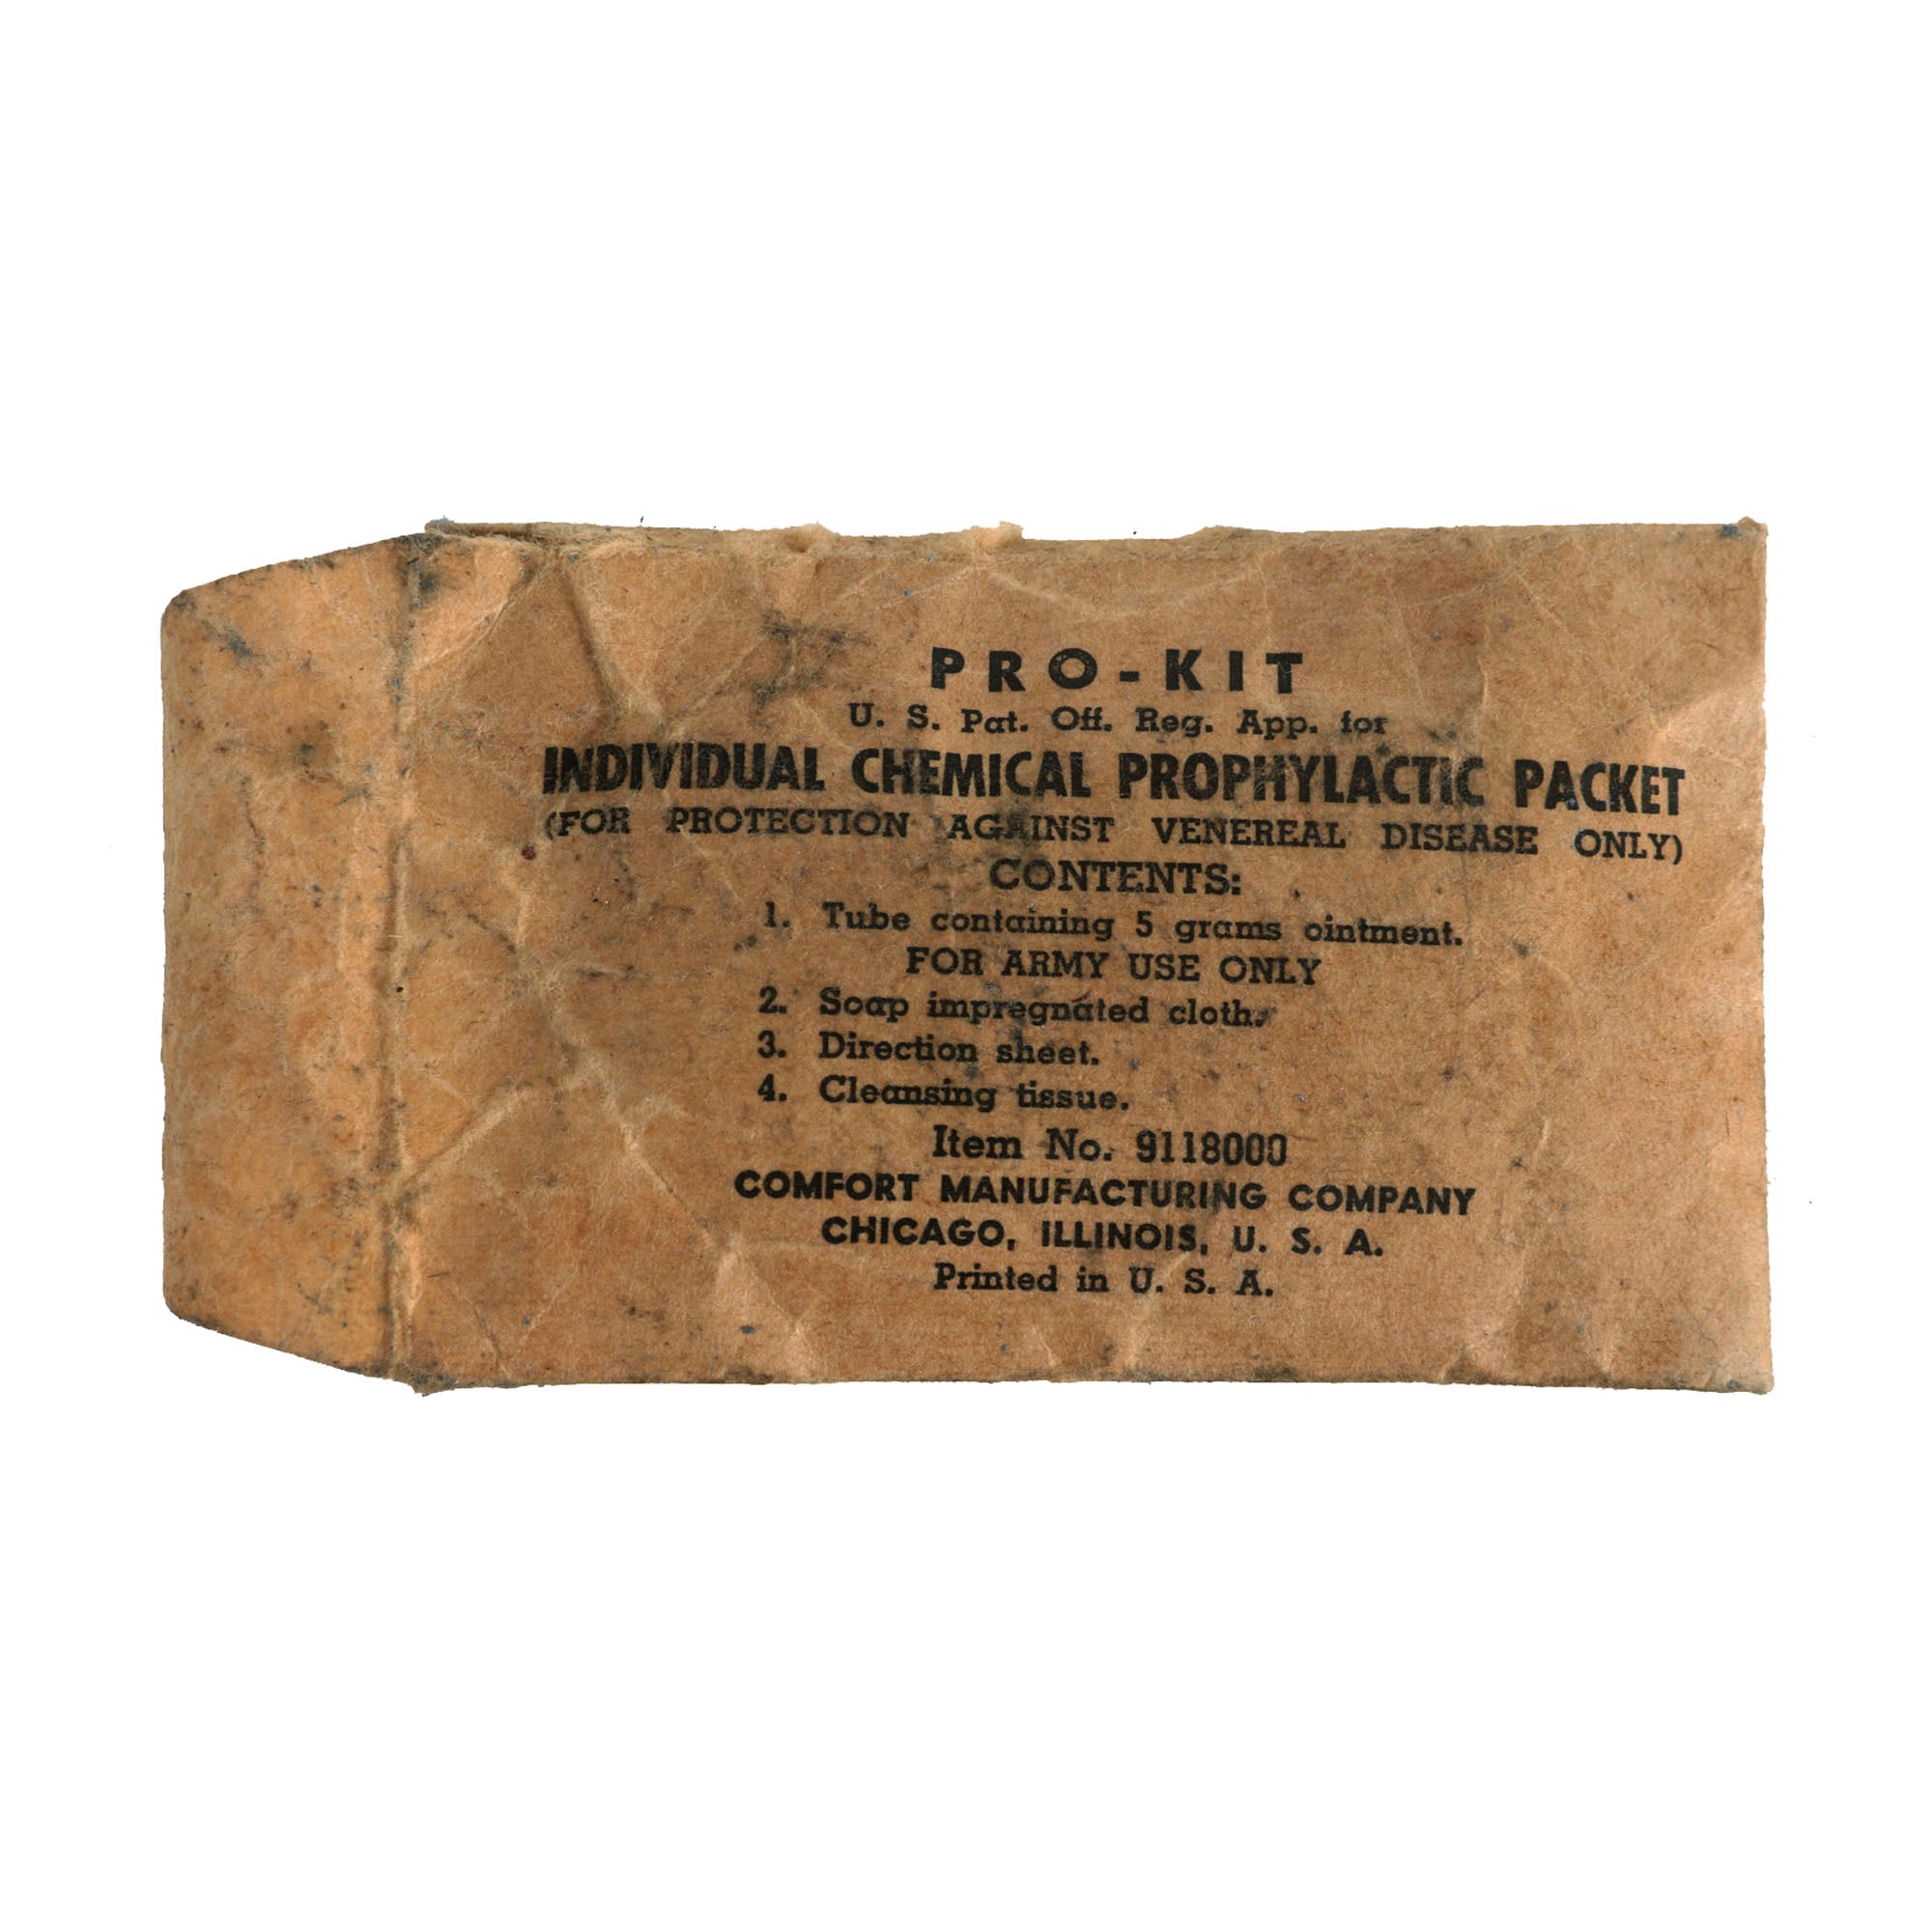 PRO-KIT
U. S. Pat. Off. Reg. App. for
INDIVIDUAL CHEMICAL PROPHYLACTIC PACKET
(FOR PROTECTION AGAINST VENEREAL DISEASE ONLY)
CONTENTS:
1. Tube containing 5 grams ointment.
FOR ARMY USE ONLY
2. Soap impregnated cloth.
3. Direction sheet.
4. Cleansing tissue.
Item No. 9118000
COMFORT MANUFACTURING COMPANY
CHICAGO, ILLINOIS, U. S. A.
Printed in U. S. A.